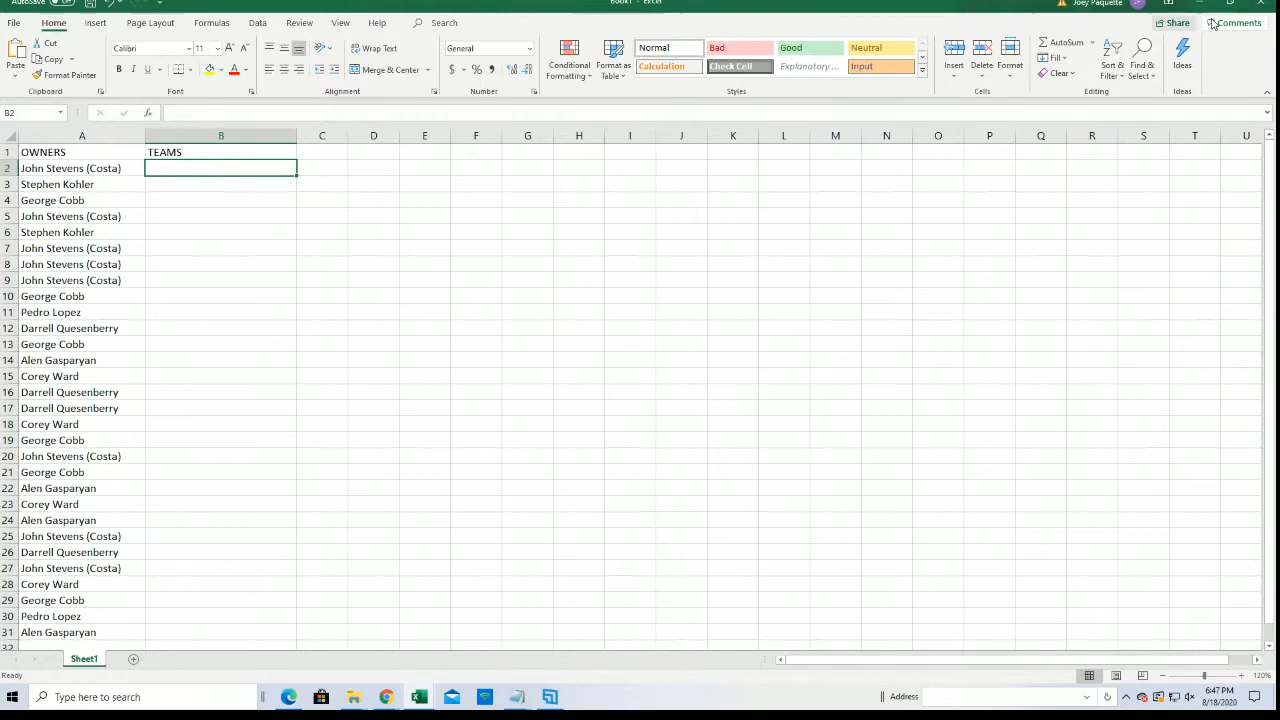 AutoSave
Book1 - Excel
Joey Paquette
File Home Insert Page Layout Formulas Data Review View Help Search
Share Comments
Paste
Cut
Copy
Format Painter
Clipboard
Calibri 11
B I U
Font
Wrap Text
Merge & Center
Alignment
General
$ % 
Number
Conditional Formatting
Format as Table
Normal Bad Good Neutral
Calculation Check Cell Explanatory ... Input
Styles
Insert Delete Format
Cells
AutoSum
Fill
Clear
Sort & Filter
Find & Select
Editing
Ideas
Ideas
B2 fx
A B C D E F G H I J K L M N O P Q R S T U
1 OWNERS TEAMS
2 John Stevens (Costa)
3 Stephen Kohler
4 George Cobb
5 John Stevens (Costa)
6 Stephen Kohler
7 John Stevens (Costa)
8 John Stevens (Costa)
9 John Stevens (Costa)
10 George Cobb
11 Pedro Lopez
12 Darrell Quesenberry
13 George Cobb
14 Alen Gasparyan
15 Corey Ward
16 Darrell Quesenberry
17 Darrell Quesenberry
18 Corey Ward
19 George Cobb
20 John Stevens (Costa)
21 George Cobb
22 Alen Gasparyan
23 Corey Ward
24 Alen Gasparyan
25 John Stevens (Costa)
26 Darrell Quesenberry
27 John Stevens (Costa)
28 Corey Ward
29 George Cobb
30 Pedro Lopez
31 Alen Gasparyan
32
Sheet1
Ready
120%
Type here to search
Address
6:47 PM
8/18/2020